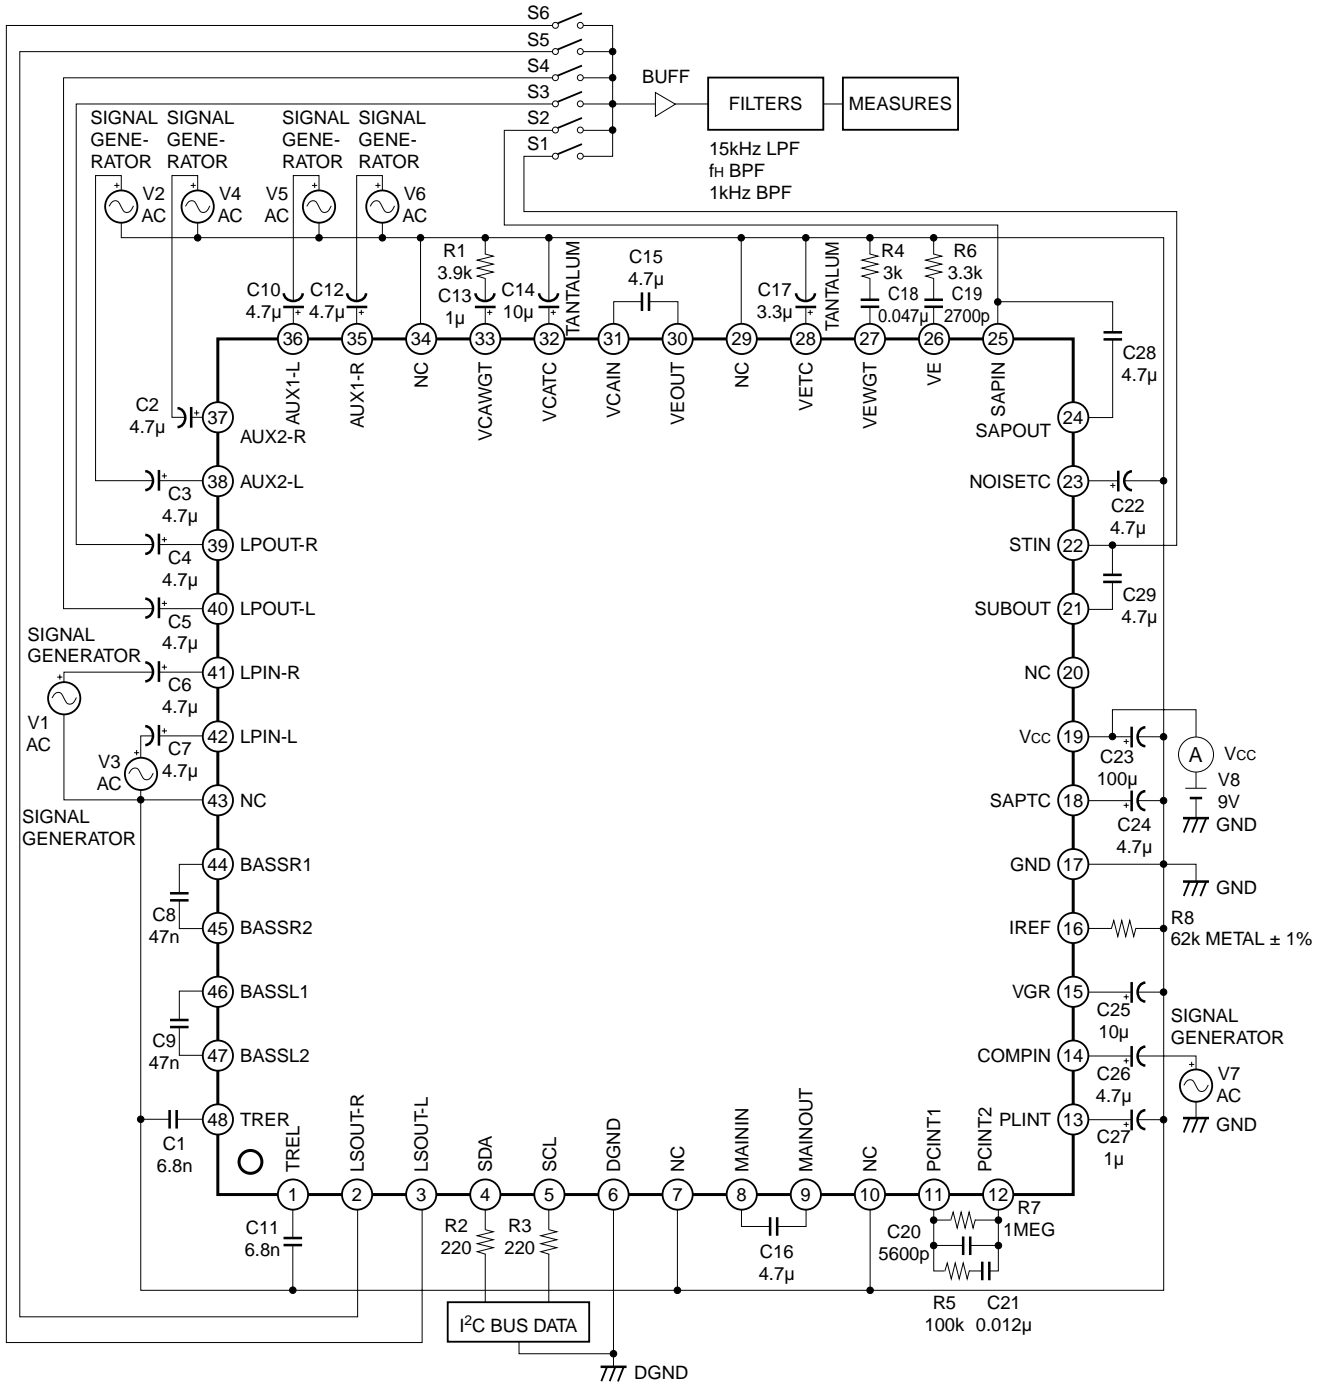 S6
S5
S4
S3
S2
S1
BUFF
FILTERS
MEASURES
15kHz LPF
fH BPF
1kHz BPF
SIGNAL
GENE-
RATOR
SIGNAL
GENE-
RATOR
SIGNAL
GENE-
RATOR
SIGNAL
GENE-
RATOR
+
V2
AC
+
V4
AC
V5
AC
+
+
V6
AC
C10
4.7µ
+
C12
4.7µ
+
R1
3.9k
C13
1µ
+
C14
10µ
+
TANTALUM
C15
4.7µ
C17
3.3µ
+
TANTALUM
R4
3k
C18
0.047µ
R6
3.3k
C19
2700p
C28
4.7µ
36
35
34
33
32
31
30
29
28
27
26
25
AUX1-L
AUX1-R
NC
VCAWGT
VCATC
VCAIN
VEOUT
NC
VETC
VEWGT
VE
SAPIN
C2
4.7µ
+
37
AUX2-R
C3
4.7µ
+
38
AUX2-L
C4
4.7µ
+
39
LPOUT-R
C5
4.7µ
+
40
LPOUT-L
SIGNAL
GENERATOR
+
V1
AC
C6
4.7µ
+
41
LPIN-R
C7
4.7µ
+
42
LPIN-L
+
V3
AC
SIGNAL
GENERATOR
43
NC
44
BASSR1
C8
47n
45
BASSR2
46
BASSL1
C9
47n
47
BASSL2
48
TRER
C1
6.8n
SAPOUT
24
NOISETC
23
+
C22
4.7µ
STIN
22
C29
4.7µ
SUBOUT
21
NC
20
VCC
19
+
C23
100µ
A
VCC
V8
9V
GND
SAPTC
18
+
C24
4.7µ
GND
17
GND
IREF
16
R8
62k METAL ± 1%
VGR
15
+
C25
10µ
SIGNAL
GENERATOR
COMPIN
14
+
C26
4.7µ
+
V7
AC
GND
PLINT
13
+
C27
1µ
TREL
LSOUT-R
LSOUT-L
SDA
SCL
DGND
NC
MAININ
MAINOUT
NC
PCINT1
PCINT2
1
2
3
4
5
6
7
8
9
10
11
12
C11
6.8n
R2
220
R3
220
C16
4.7µ
R7
1MEG
C20
5600p
R5
100k
C21
0.012µ
I²C BUS DATA
DGND